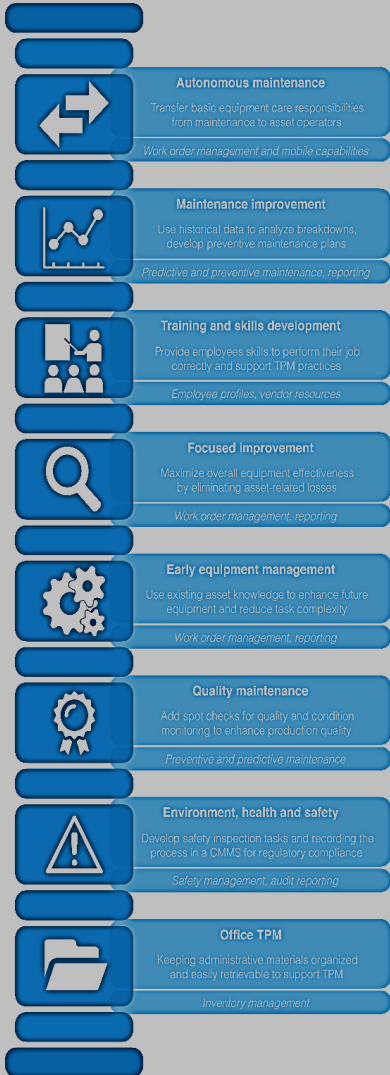 Autonomous maintenance
Transfer basic equipment care responsibilities
from maintenance to asset operators
Work order management and mobile capabilities
Maintenance improvement
Use historical data to analyze breakdowns,
develop preventive maintenance plans
Predictive and preventive maintenance, reporting
Training and skills development
Provide employees skills to perform their job
correctly and support TPM practices
Employee profiles, vendor resources
Focused improvement
Maximize overall equipment effectiveness
by eliminating asset-related losses
Work order management, reporting
Early equipment management
Use existing asset knowledge to enhance future
equipment and reduce task complexity
Work order management, reporting
Quality maintenance
Add spot checks for quality and condition
monitoring to enhance production quality
Preventive and predictive maintenance
Environment, health and safety
Develop safety inspection tasks and recording the
process in a CMMS for regulatory compliance
Safety management, audit reporting
Office TPM
Keeping administrative materials organized
and easily retrievable to support TPM
Inventory management